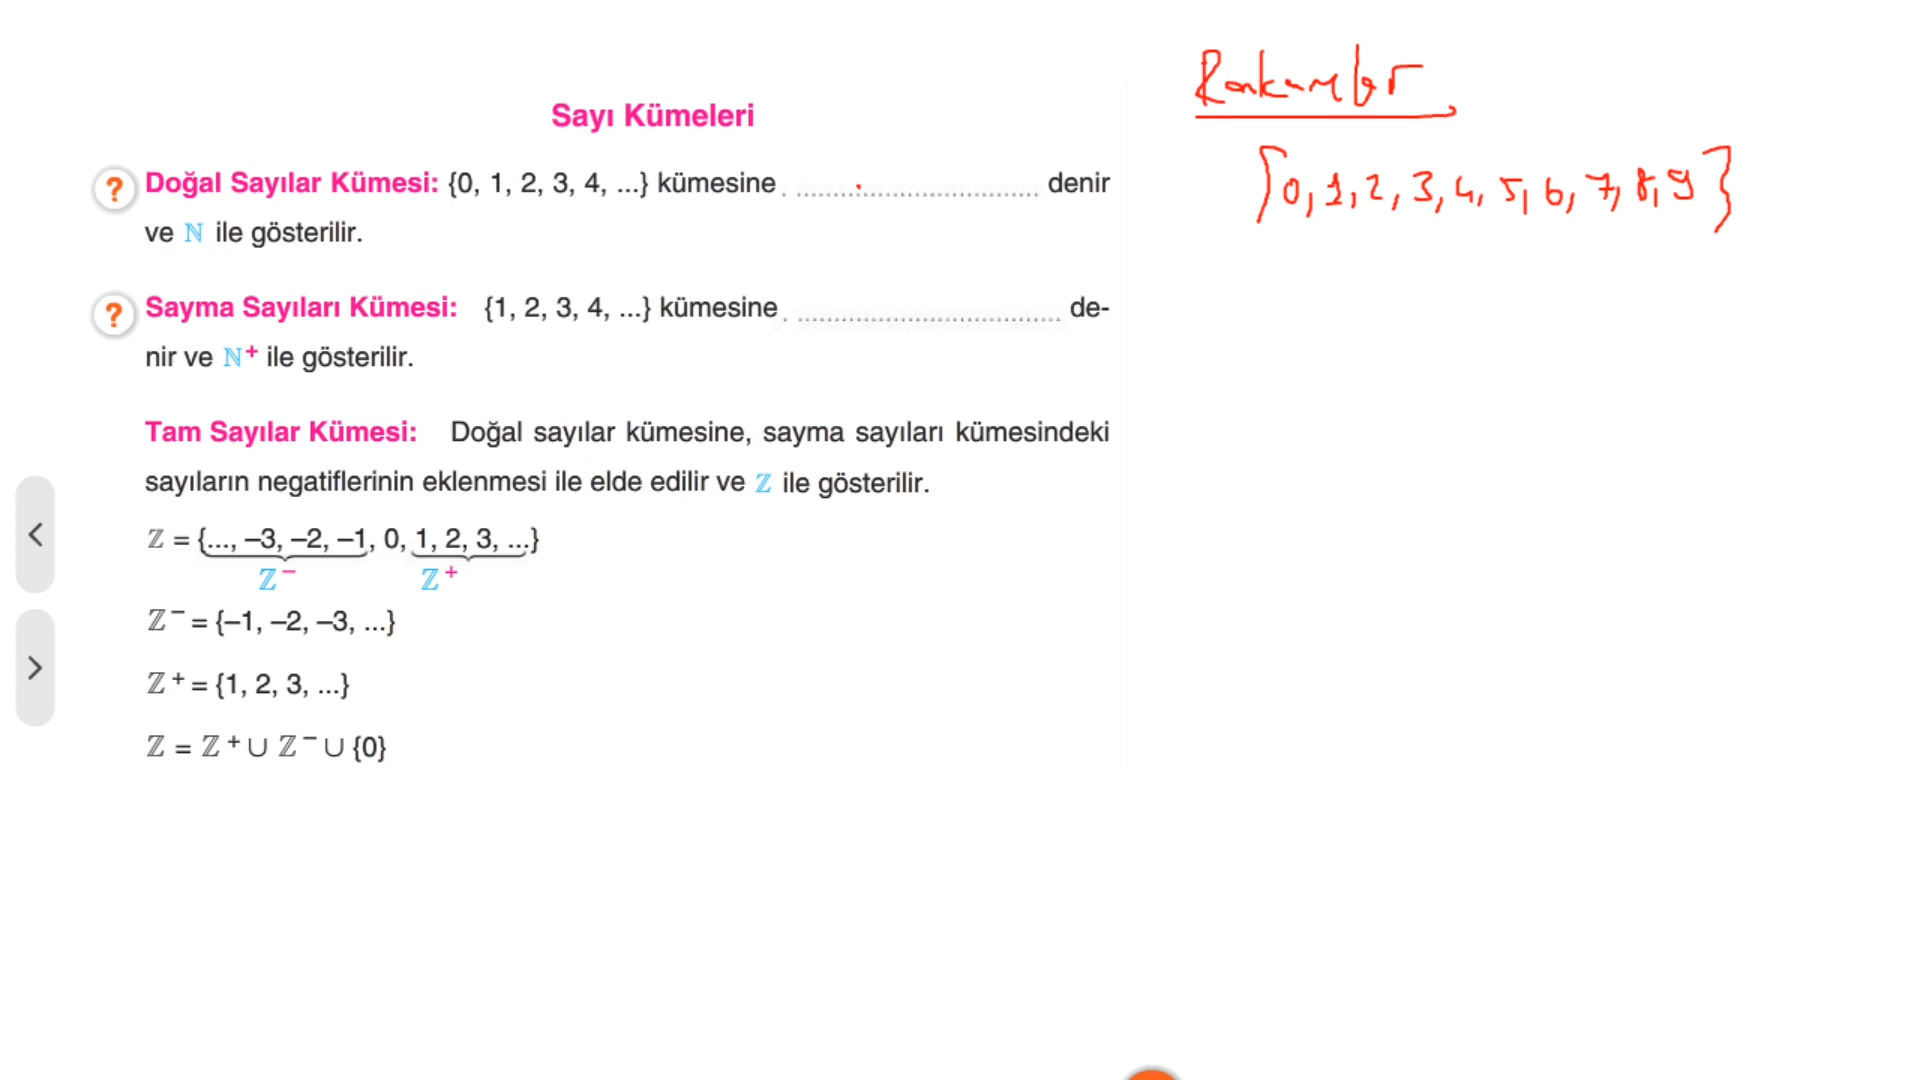 Sayı Kümeleri
? Doğal Sayılar Kümesi: {0, 1, 2, 3, 4, ...} kümesine ................................... denir
ve ℕ ile gösterilir.
? Sayma Sayıları Kümesi: {1, 2, 3, 4, ...} kümesine ................................... de-
nir ve ℕ⁺ ile gösterilir.
Tam Sayılar Kümesi: Doğal sayılar kümesine, sayma sayıları kümesindeki
sayıların negatiflerinin eklenmesi ile elde edilir ve ℤ ile gösterilir.
ℤ = {..., –3, –2, –1, 0, 1, 2, 3, ...}
ℤ⁻ ℤ⁺
ℤ⁻ = {–1, –2, –3, ...}
ℤ⁺ = {1, 2, 3, ...}
ℤ = ℤ⁺ ∪ ℤ⁻ ∪ {0}
Rakamlar
{0, 1, 2, 3, 4, 5, 6, 7, 8, 9}